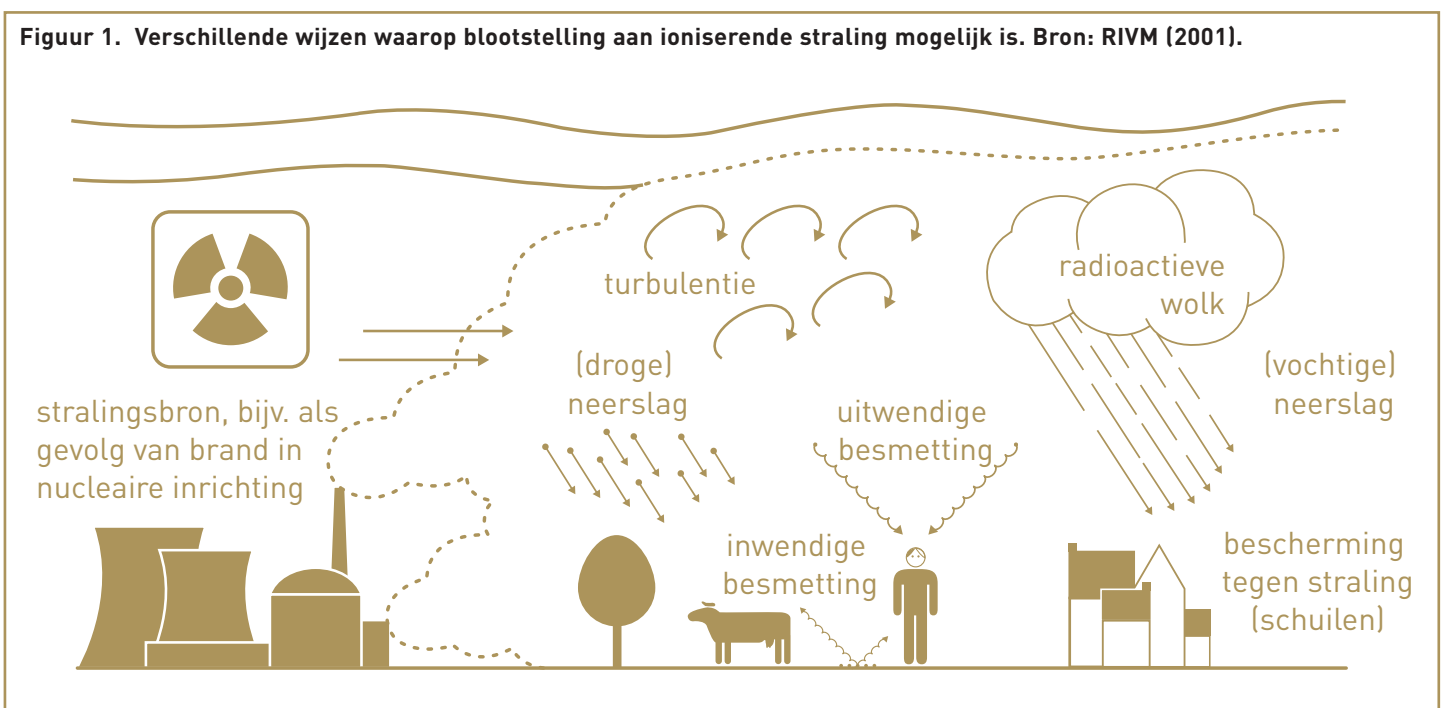 Figuur 1. Verschillende wijzen waarop blootstelling aan ioniserende straling mogelijk is. Bron: RIVM (2001).
turbulentie
radioactieve
wolk
(droge)
neerslag
(vochtige)
neerslag
stralingsbron, bijv. als
gevolg van brand in
nucleaire inrichting
uitwendige
besmetting
inwendige
besmetting
bescherming
tegen straling
(schuilen)